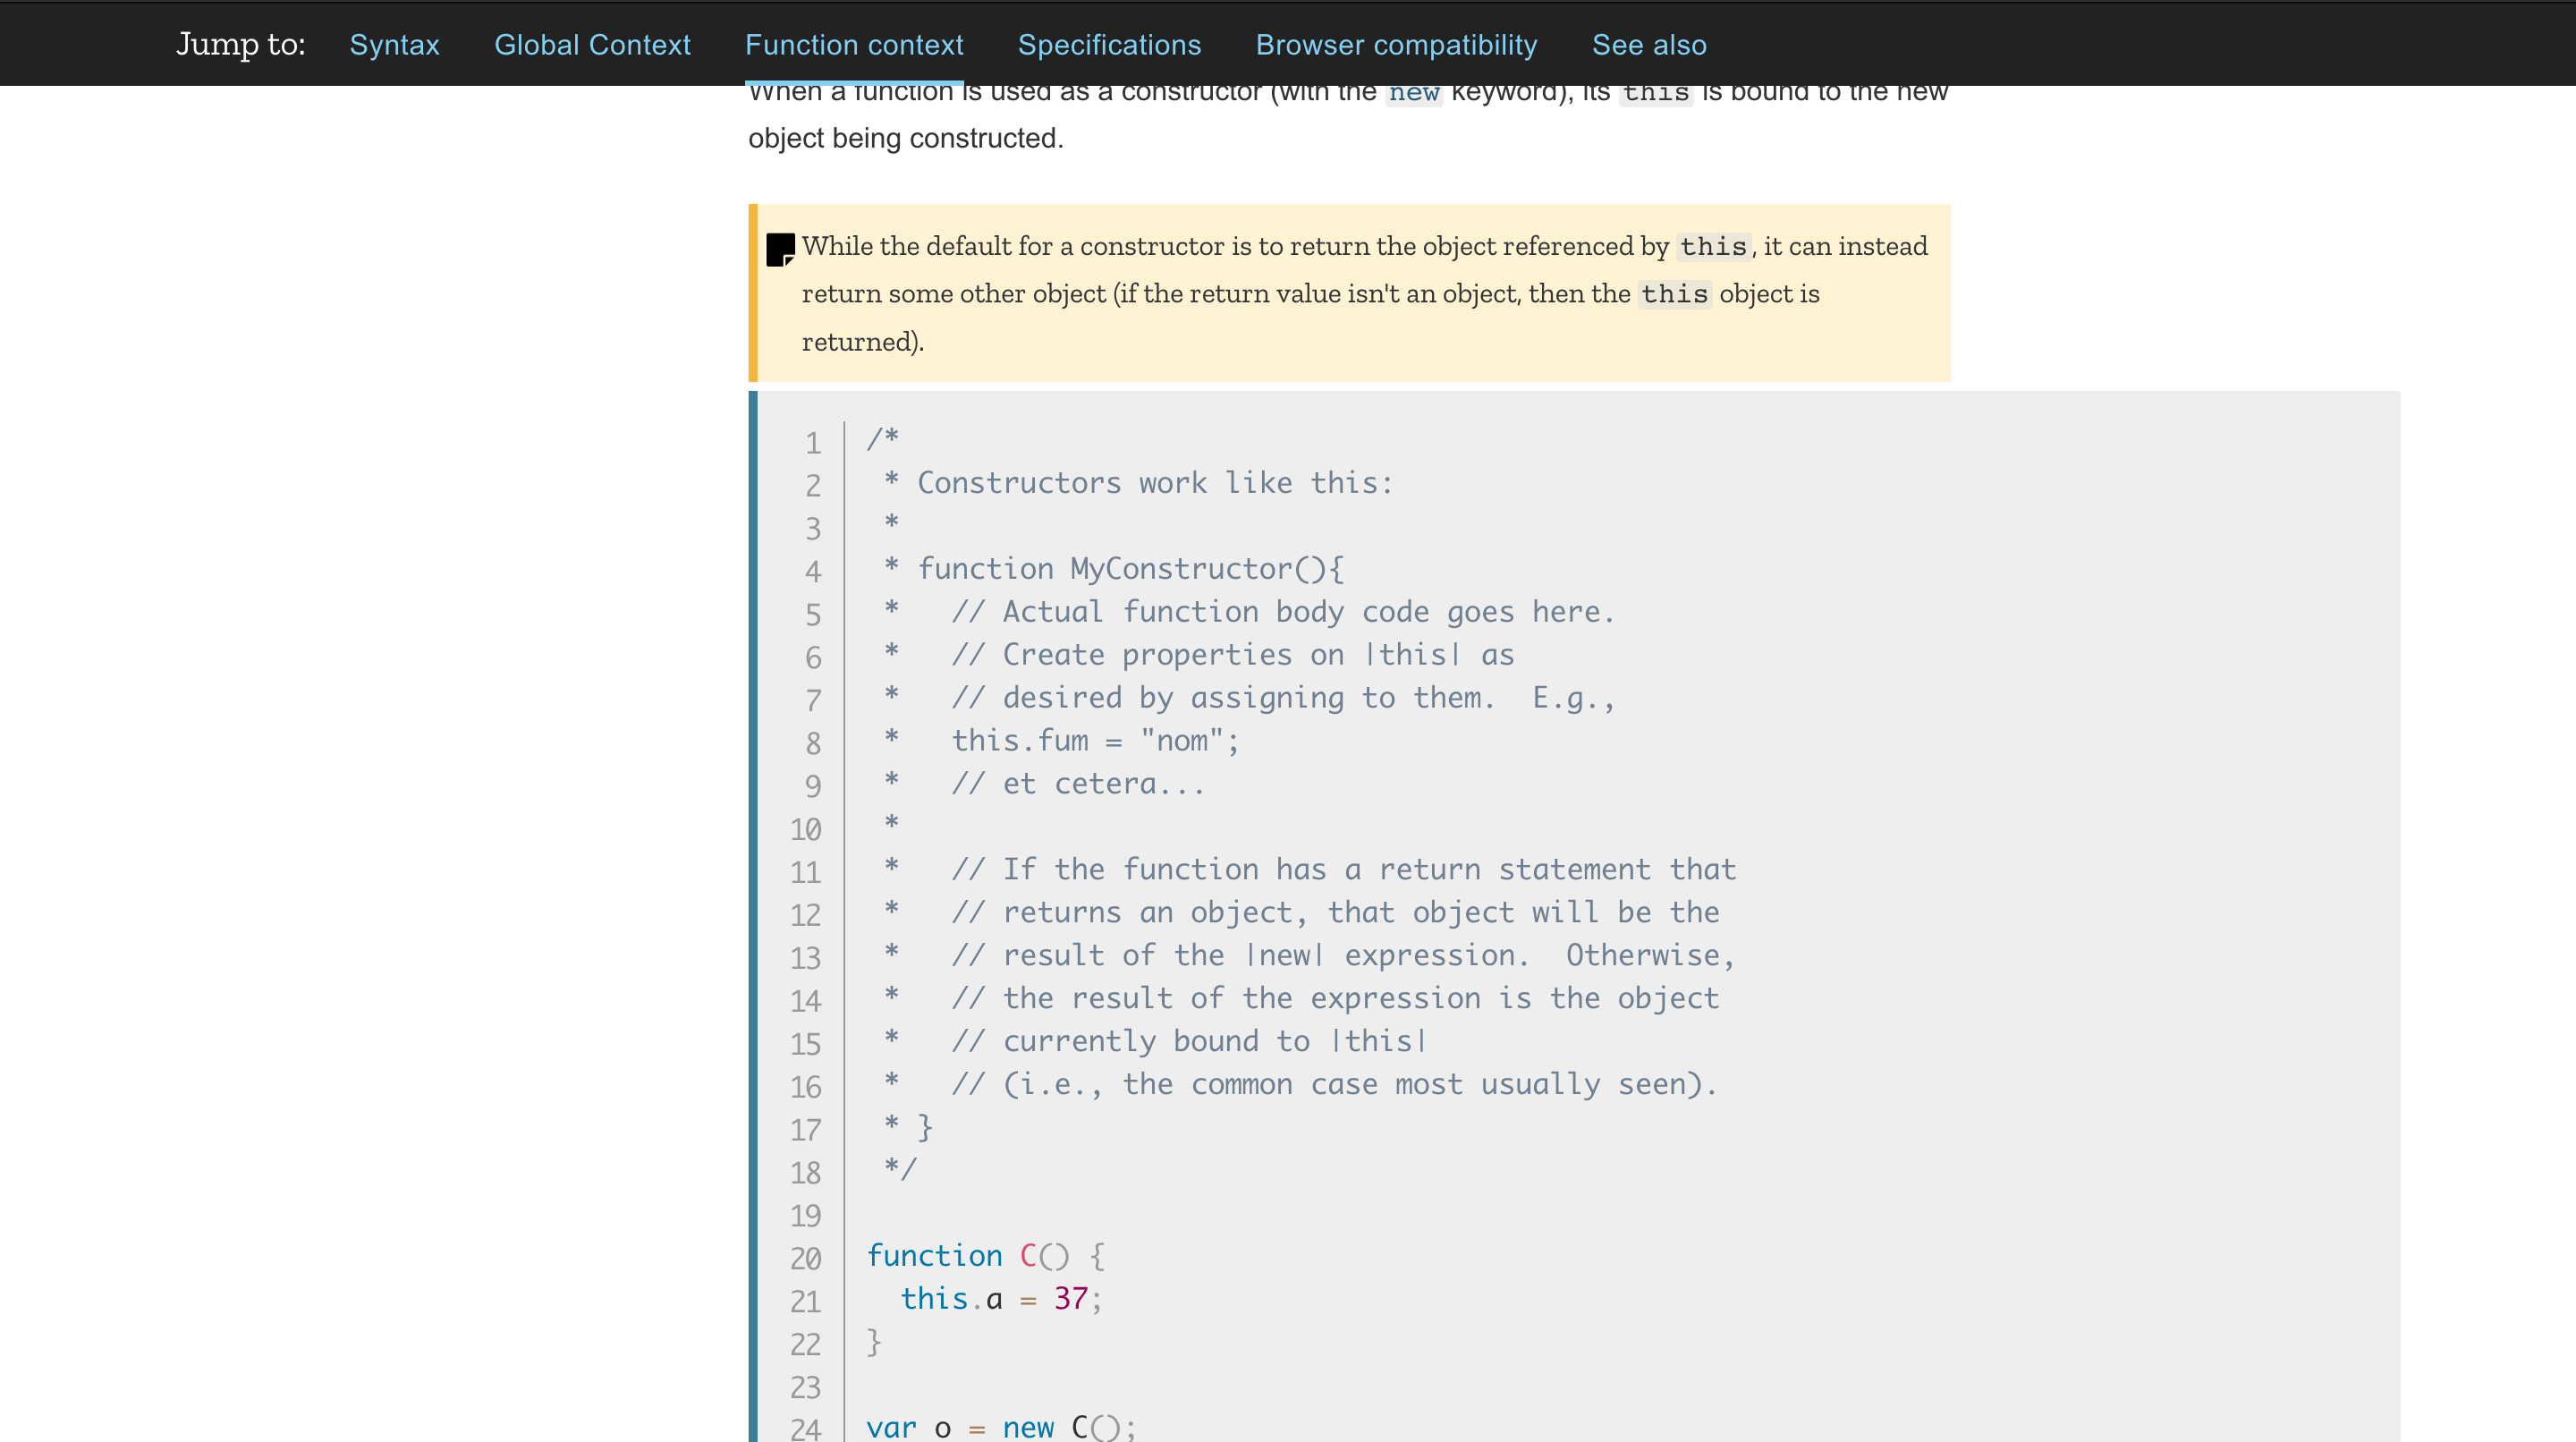 Jump to: Syntax Global Context Function context Specifications Browser compatibility See also
When a function is used as a constructor (with the new keyword), its this is bound to the new
object being constructed.
While the default for a constructor is to return the object referenced by this, it can instead
return some other object (if the return value isn't an object, then the this object is
returned).
1 /*
2  * Constructors work like this:
3  *
4  * function MyConstructor(){
5  *   // Actual function body code goes here.
6  *   // Create properties on |this| as
7  *   // desired by assigning to them.  E.g.,
8  *   this.fum = "nom";
9  *   // et cetera...
10  *
11  *   // If the function has a return statement that
12  *   // returns an object, that object will be the
13  *   // result of the |new| expression.  Otherwise,
14  *   // the result of the expression is the object
15  *   // currently bound to |this|
16  *   // (i.e., the common case most usually seen).
17  * }
18  */
19
20 function C() {
21   this.a = 37;
22 }
23
24 var o = new C();